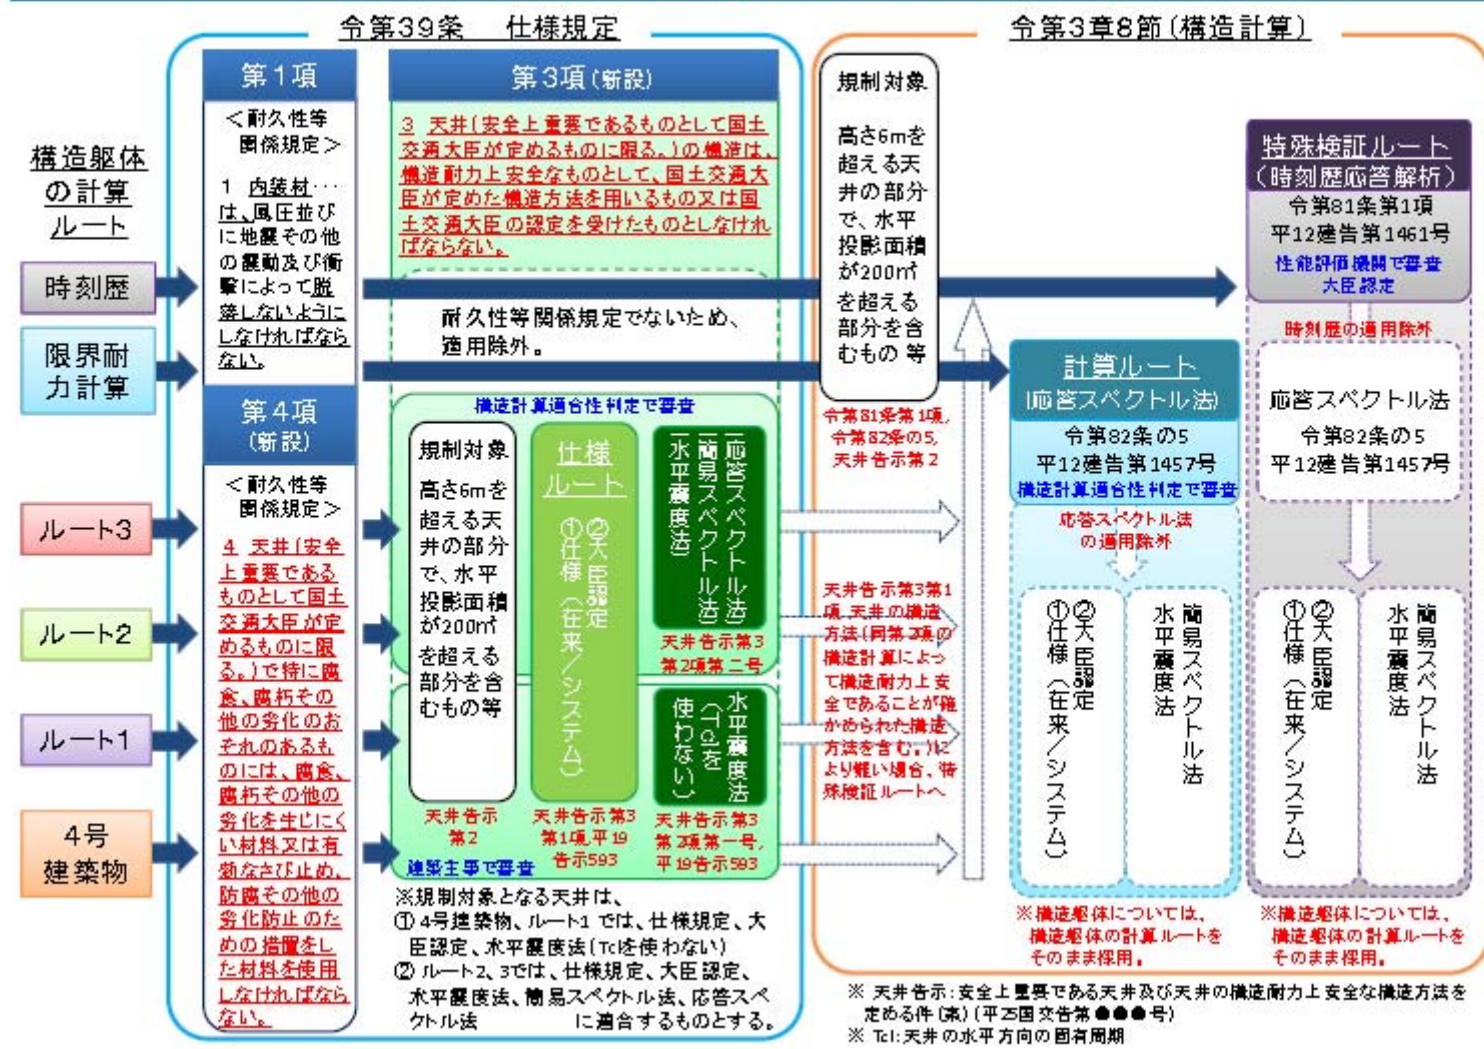 令第39条　仕様規定
令第3章8節(構造計算)
構造躯体
の計算
ルート
時刻歴
限界耐
力計算
ルート3
ルート2
ルート1
4号
建築物
第1項
＜耐久性等
関係規定＞
1　内装材‥‥
は、風圧並び
に地震その他
の震動及び衝
撃によって脱
落しないように
しなければなら
ない。
第4項
(新設)
＜耐久性等
関係規定＞
4　天井(安全
上重要である
ものとして国土
交通大臣が定
めるものに限
る。)で特に腐
食、腐朽その
他の劣化のお
それのあるも
のには、腐食、
腐朽その他の
劣化を生じにく
い材料又は有
効なさび止め、
防腐その他の
劣化防止のた
めの措置をし
た材料を使用
しなければなら
ない。
第3項(新設)
3　天井(安全上重要であるものとして国土
交通大臣が定めるものに限る。)の構造は、
構造耐力上安全なものとして、国土交通大
臣が定めた構造方法を用いるもの又は国
土交通大臣の認定を受けたものとしなけれ
ばならない。
耐久性等関係規定でないため、
適用除外。
構造計算適合性判定で審査
規制対象
高さ6mを
超える天
井の部分
で、水平
投影面積
が200㎡
を超える
部分を含
むもの等
天井告示
第2
仕様
ルート
①仕様(在来/システム)
②大臣認定
天井告示第3
第1項,平19
告示593
水平震度法)
簡易スペクトル法)
応答スペクトル法)
天井告示第3
第2項第二号
水平震度法
(Tclを
使わない)
天井告示第3
第2項第一号,
平19告示593
建築主事で審査
※規制対象となる天井は、
① 4号建築物、ルート1では、仕様規定、大
臣認定、水平震度法(Tclを使わない)
② ルート2、3では、仕様規定、大臣認定、
水平震度法、簡易スペクトル法、応答スペ
クトル法　　　　に適合するものとする。
規制対象
高さ6mを
超える天
井の部分
で、水平
投影面積
が200㎡
を超える
部分を含
むもの 等
令第81条第1項,
令第82条の5,
天井告示第2
天井告示第3第1
項 天井の構造
方法(同第2項の
構造計算によっ
て構造耐力上安
全であることが確
かめられた構造
方法を含む。)に
より難い場合、特
殊検証ルートへ
計算ルート
(応答スペクトル法)
令第82条の5
平12建告第1457号
構造計算適合性判定で審査
応答スペクトル法
の適用除外
①仕様(在来/システム)
②大臣認定
水平震度法
簡易スペクトル法
※構造躯体については、
構造躯体の計算ルートを
そのまま採用。
特殊検証ルート
(時刻歴応答解析)
令第81条第1項
平12建告第1461号
性能評価機関で審査
大臣認定
時刻歴の適用除外
応答スペクトル法
令第82条の5
平12建告第1457号
①仕様(在来/システム)
②大臣認定
水平震度法
簡易スペクトル法
※構造躯体については、
構造躯体の計算ルートを
そのまま採用。
※ 天井告示:安全上重要である天井及び天井の構造耐力上安全な構造方法を
定める件(案)(平25国交告第●●●号)
※ Tcl:天井の水平方向の固有周期